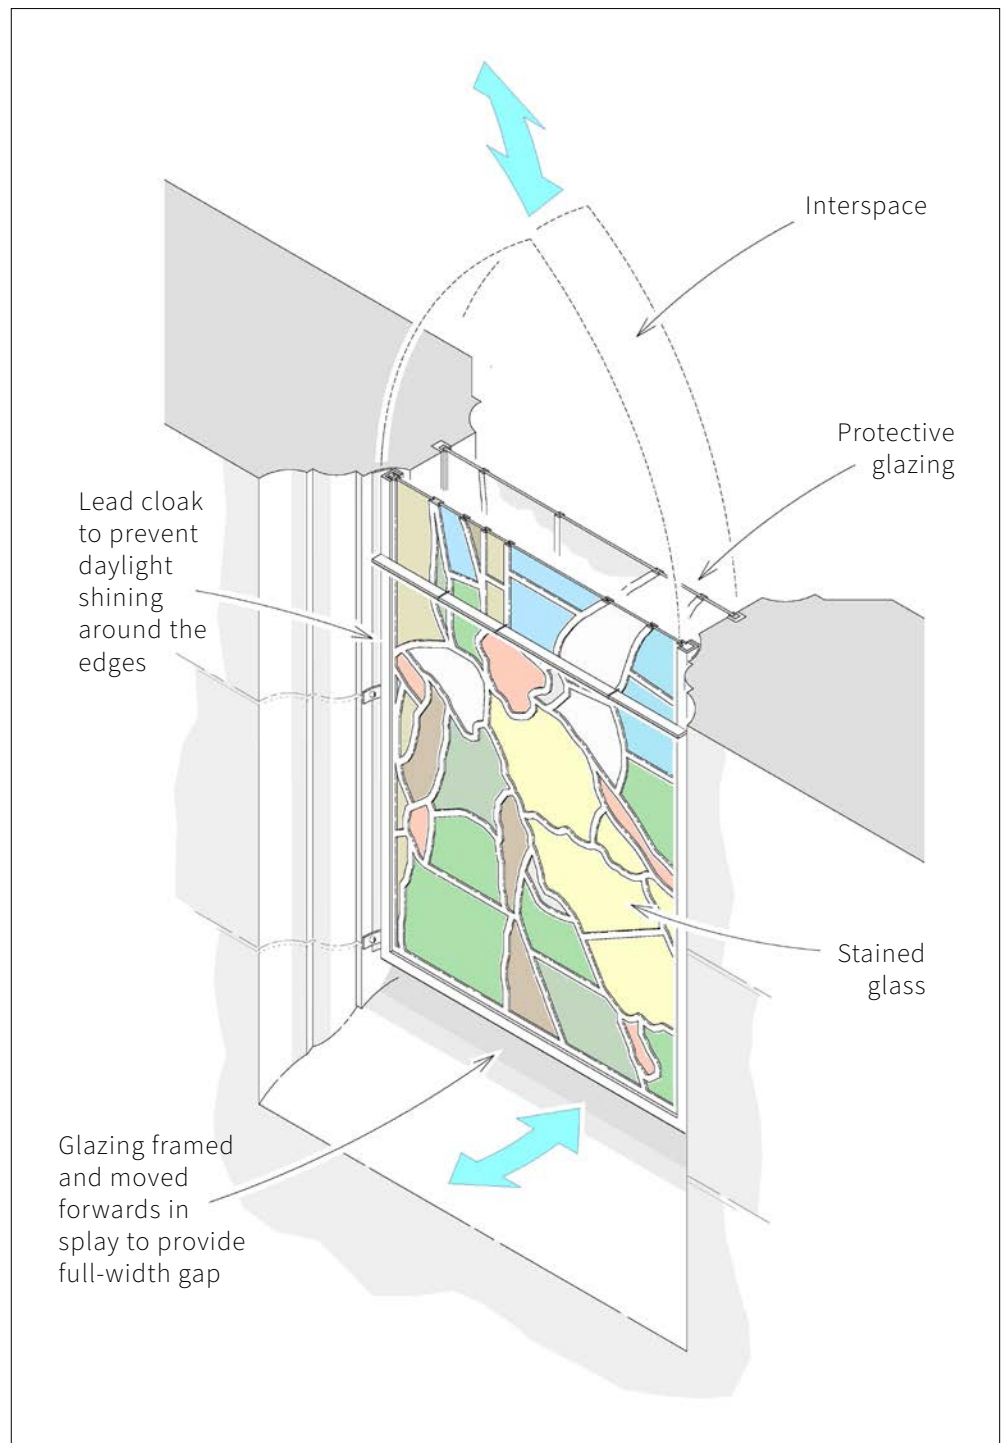 Interspace
Protective
glazing
Lead cloak
to prevent
daylight
shining
around the
edges
Stained
glass
Glazing framed
and moved
forwards in
splay to provide
full-width gap